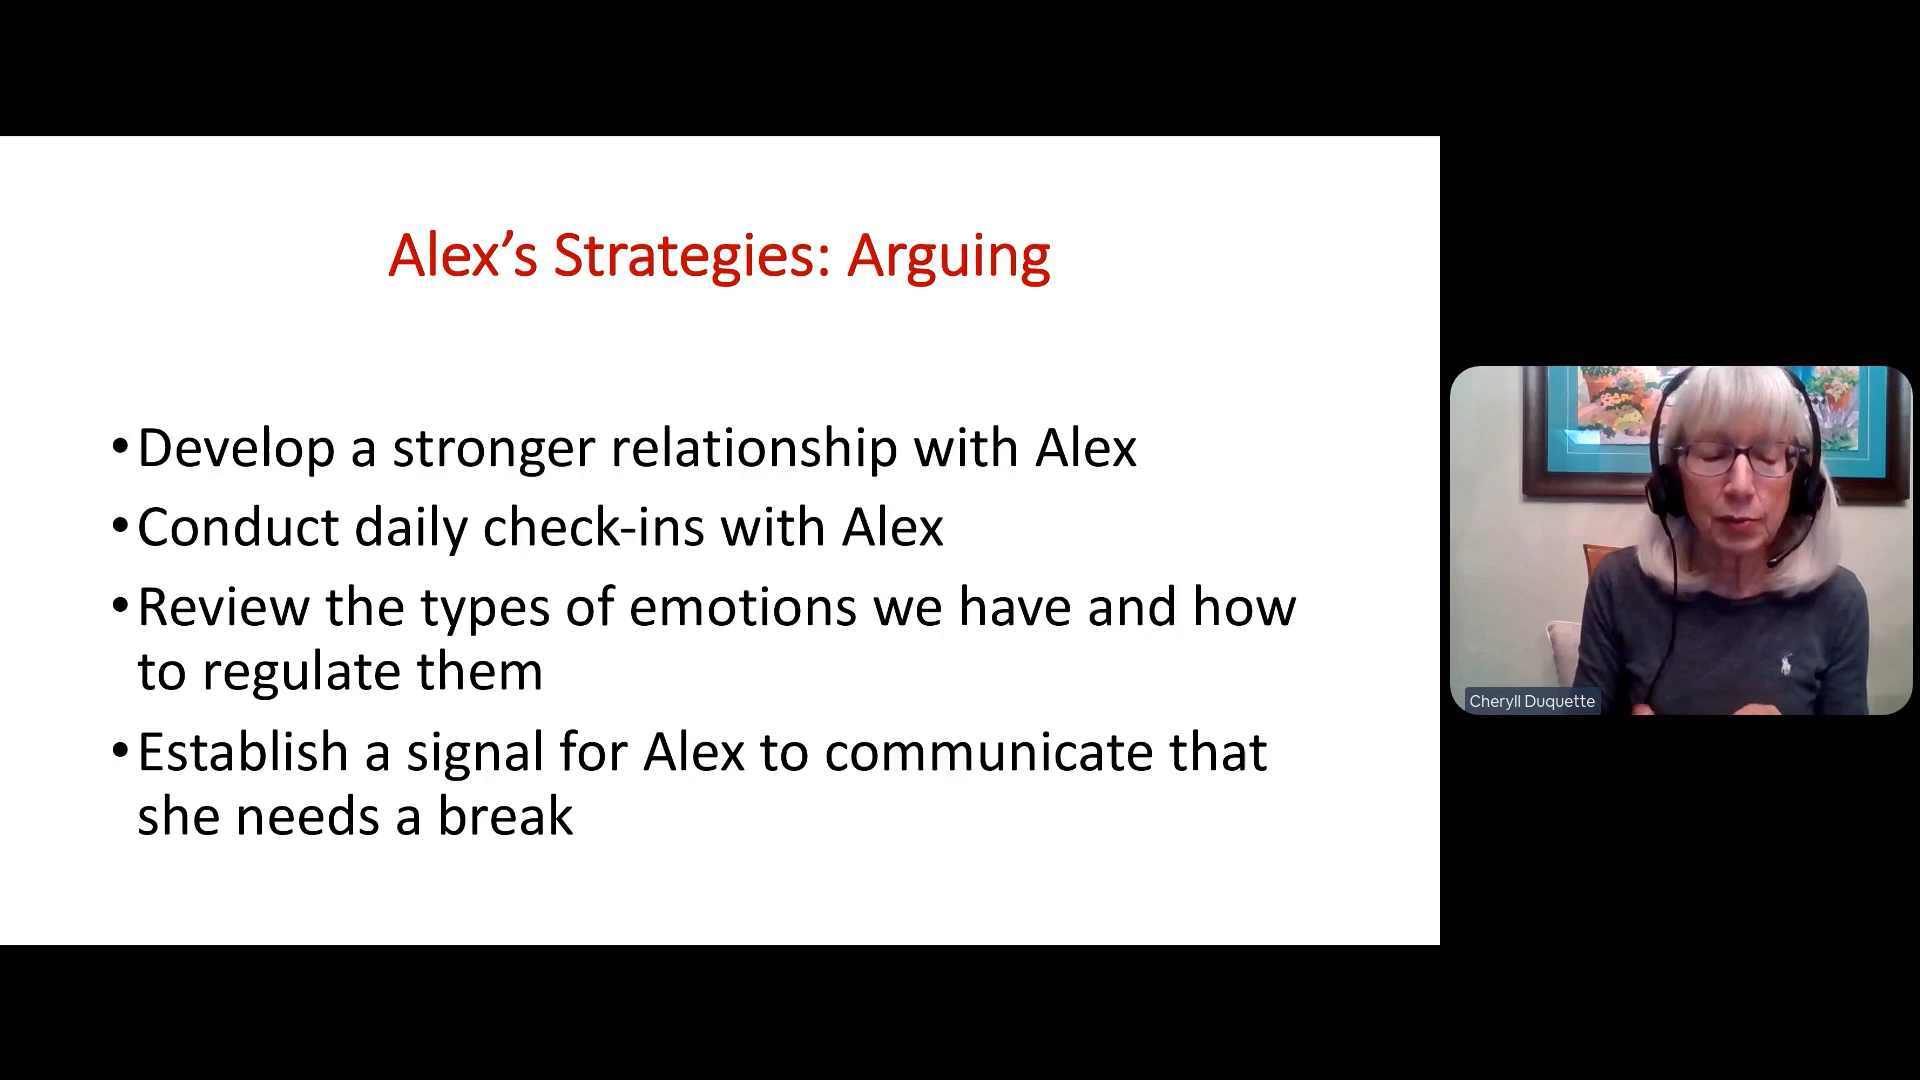 Alex’s Strategies: Arguing
•Develop a stronger relationship with Alex
•Conduct daily check-ins with Alex
•Review the types of emotions we have and how
to regulate them
•Establish a signal for Alex to communicate that
she needs a break
Cheryll Duquette